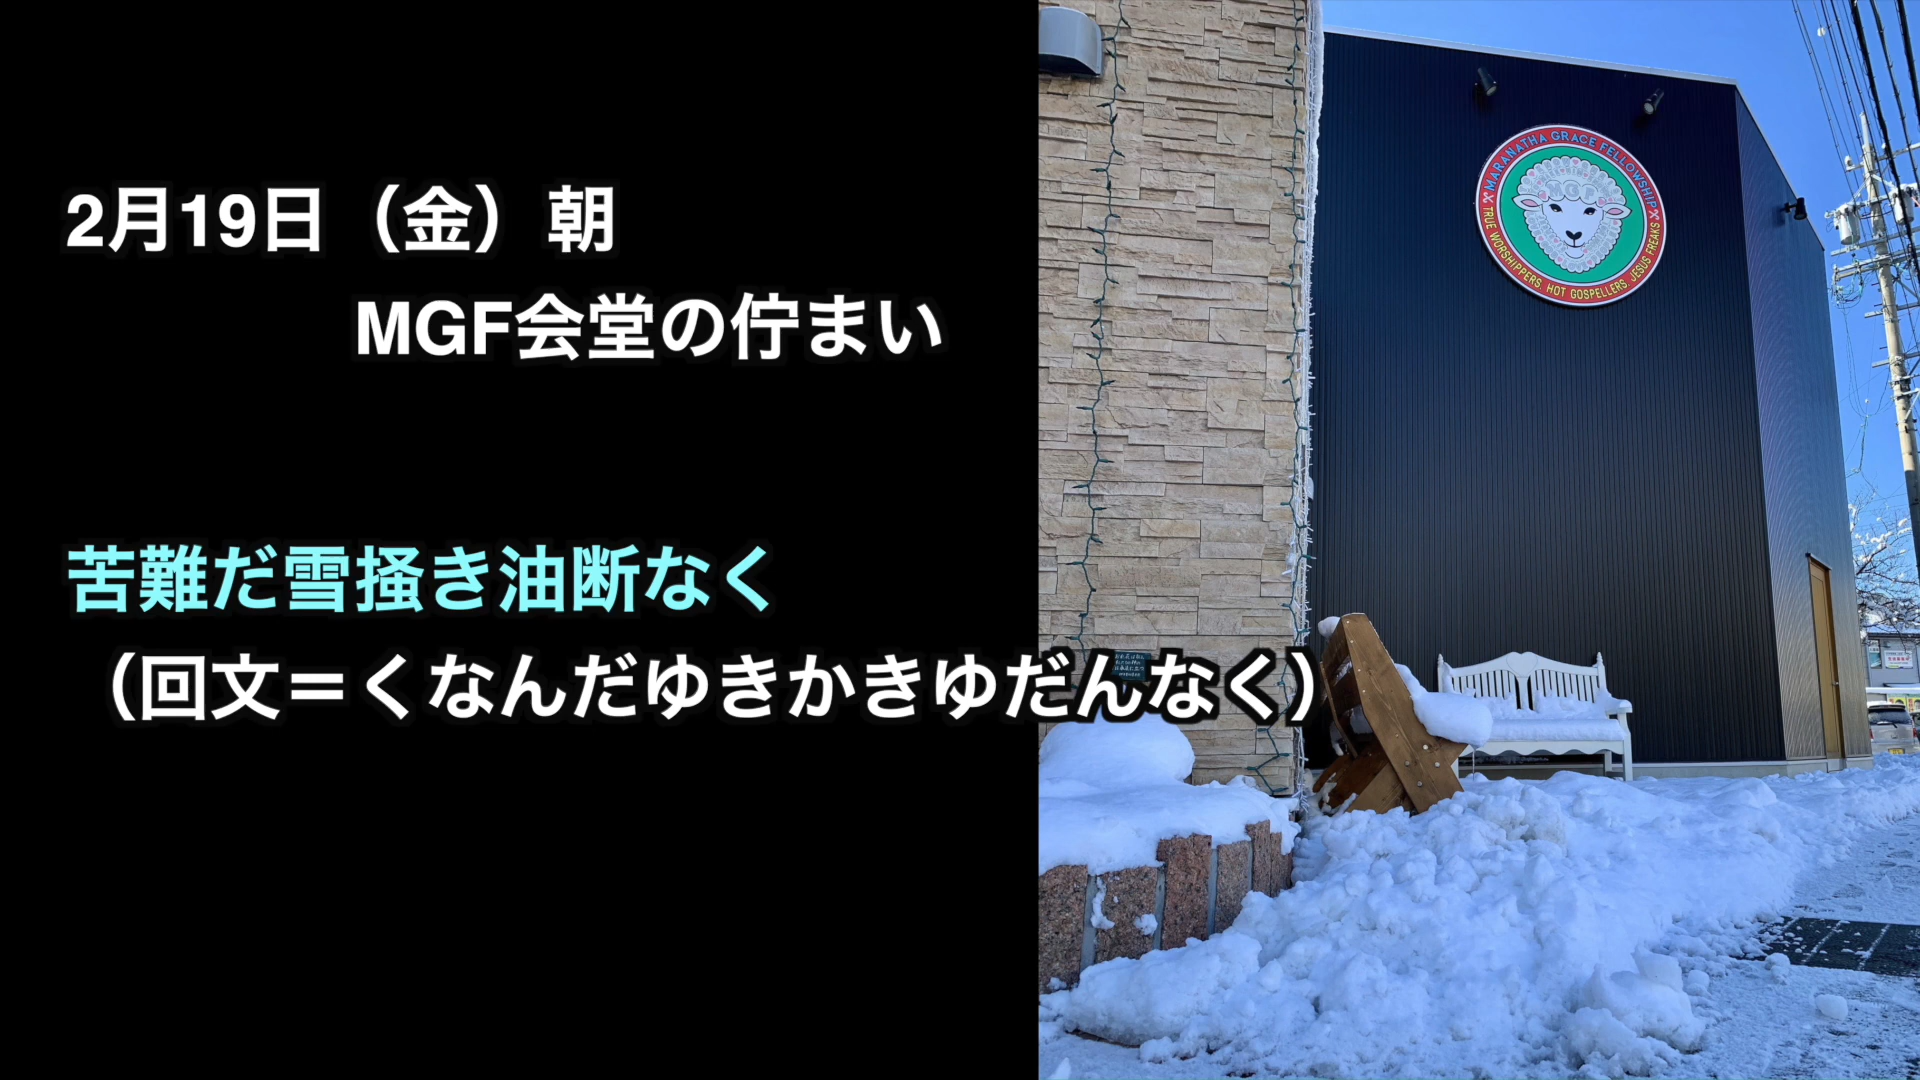 2月19日（金）朝
MGF会堂の佇まい
苦難だ雪掻き油断なく
（回文＝くなんだゆきかきゆだんなく）
MARANATHA GRACE FELLOWSHIP
MGF
TRUE WORSHIPPERS, HOT GOSPELLERS, JESUS FREAKS